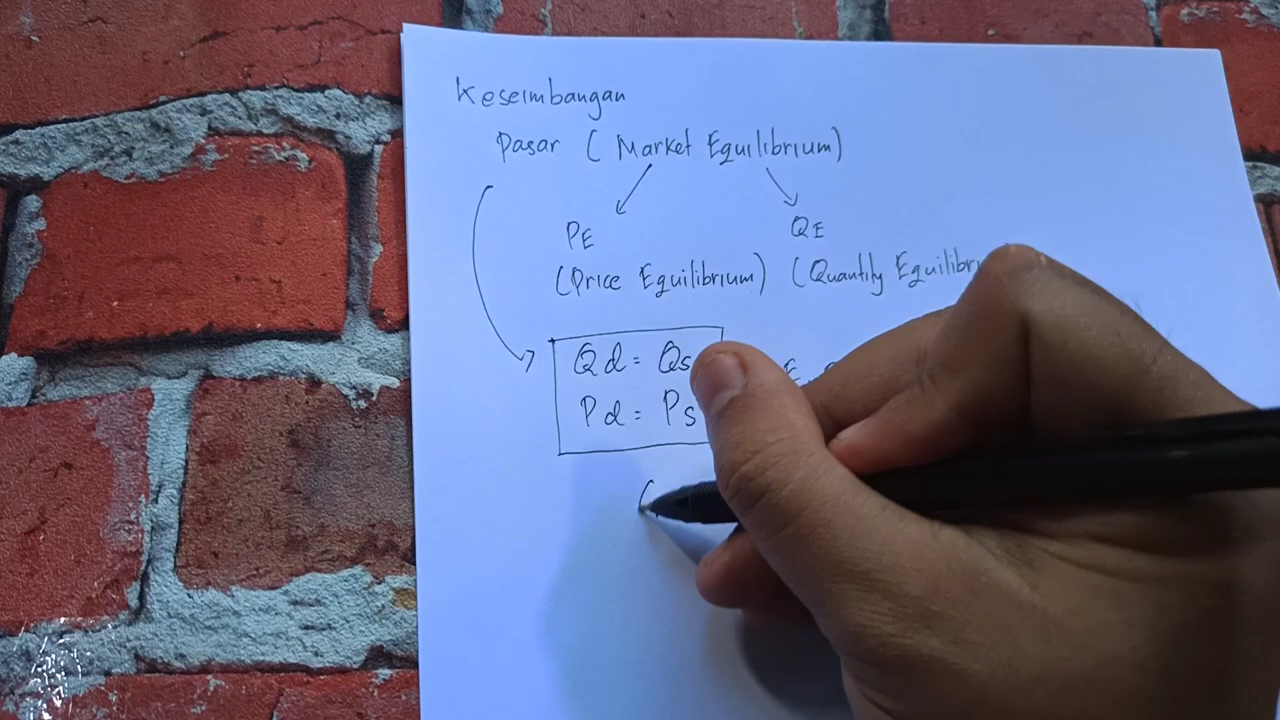 Keseimbangan
Pasar ( Market Equilibrium)
PE QE
(Price Equilibrium) (Quantity
Qd = Qs
Pd = Ps